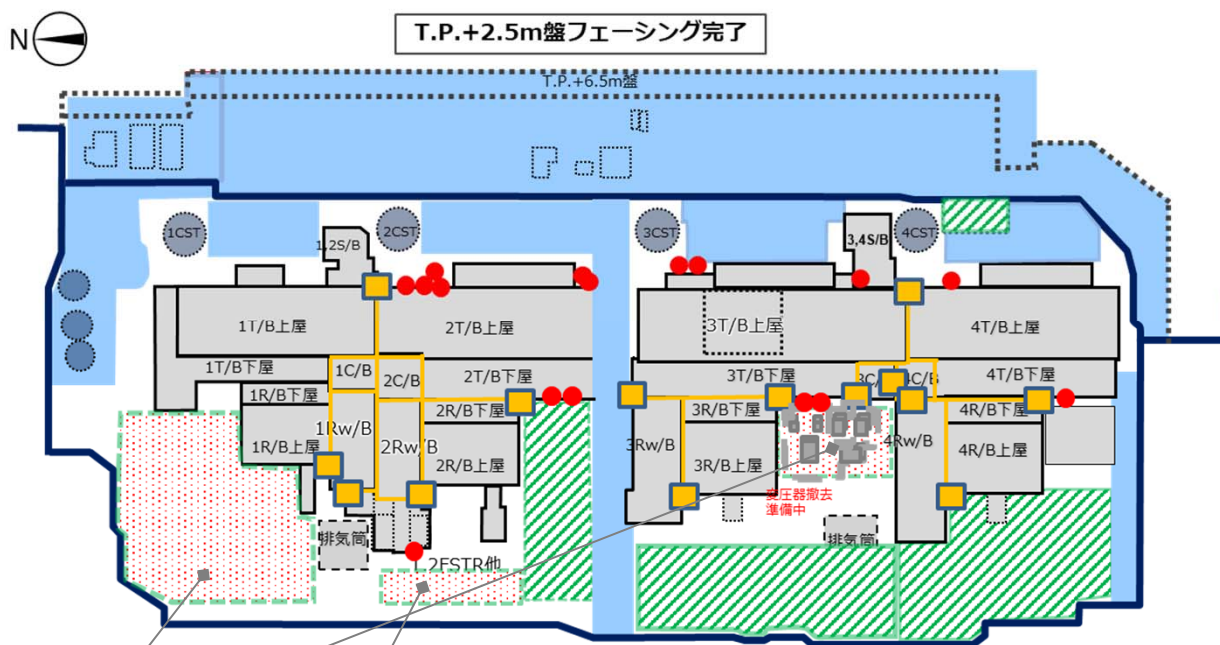 T.P.+2.5m盤フェーシング完了
N
T.P.+6.5m盤
1CST
1,2S/B
2CST
3CST
3,4S/B
4CST
1T/B上屋
2T/B上屋
3T/B上屋
4T/B上屋
1T/B下屋
1C/B
2C/B
2T/B下屋
3T/B下屋
3C/B
4C/B
4T/B下屋
1R/B下屋
2R/B下屋
3R/B下屋
4R/B下屋
1Rw/B
2Rw/B
3Rw/B
4Rw/B
1R/B上屋
2R/B上屋
3R/B上屋
4R/B上屋
変圧器撤去
準備中
排気筒
排気筒
2FSTR他